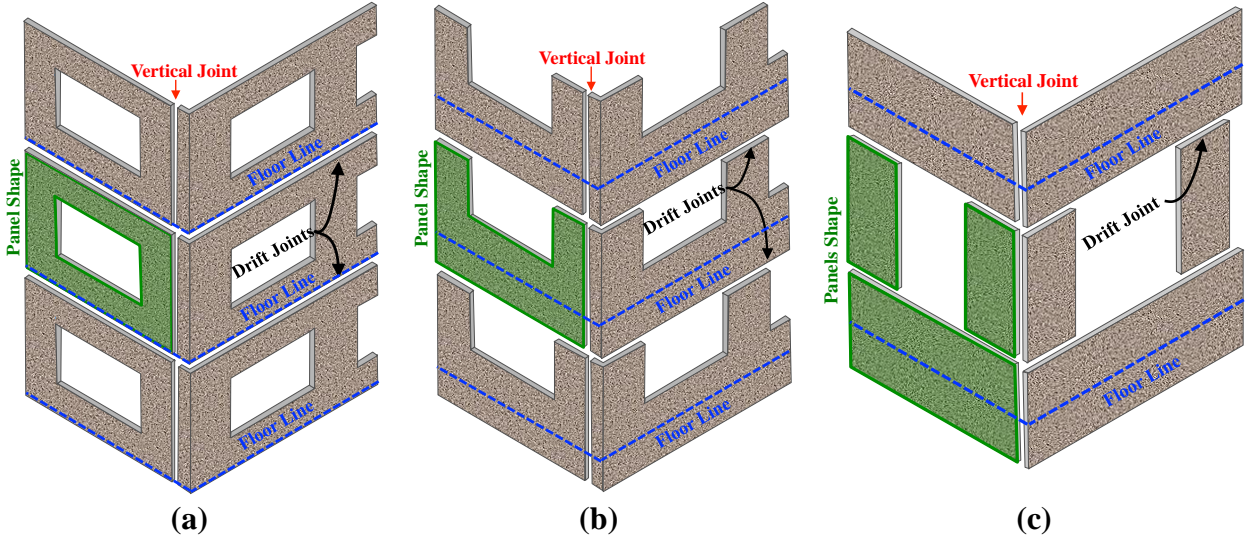 Vertical Joint
Floor Line
Panel Shape
Drift Joints
Floor Line
Floor Line
(a)
Vertical Joint
Floor Line
Panel Shape
Drift Joints
Floor Line
Floor Line
(b)
Vertical Joint
Floor Line
Panels Shape
Drift Joint
Floor Line
(c)